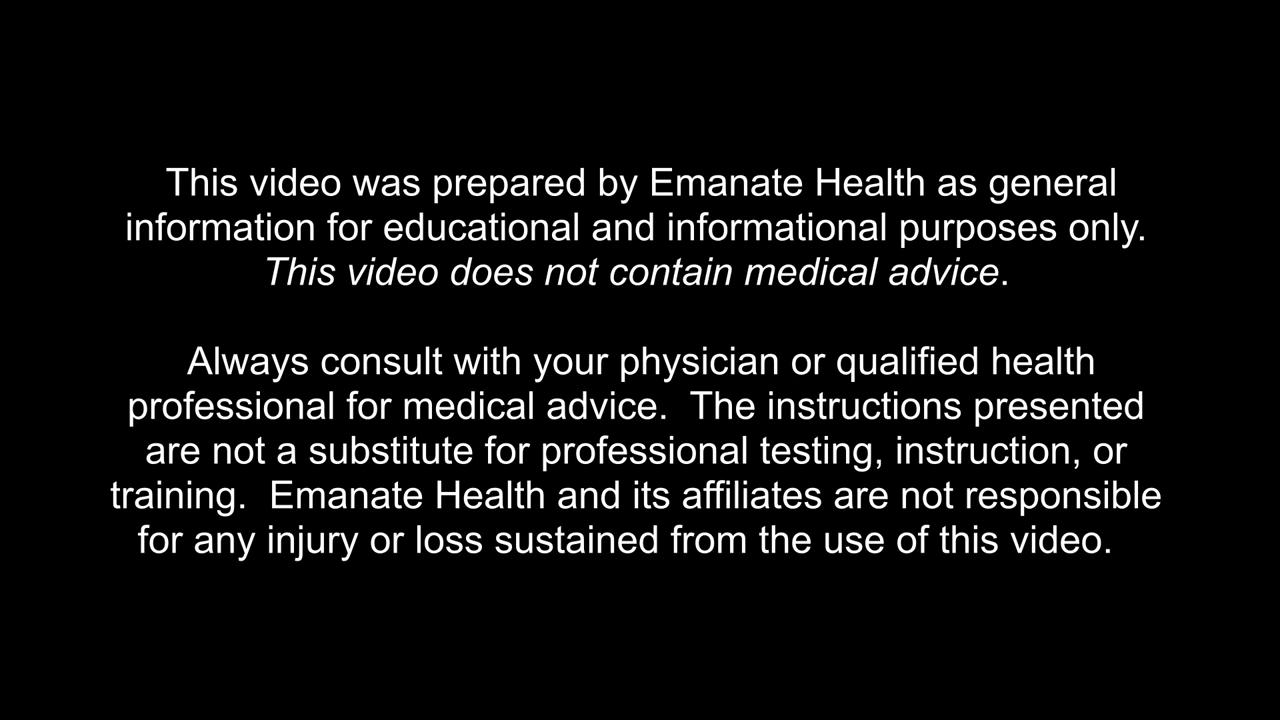 This video was prepared by Emanate Health as general
information for educational and informational purposes only.
This video does not contain medical advice.
Always consult with your physician or qualified health
professional for medical advice.  The instructions presented
are not a substitute for professional testing, instruction, or
training.  Emanate Health and its affiliates are not responsible
for any injury or loss sustained from the use of this video.